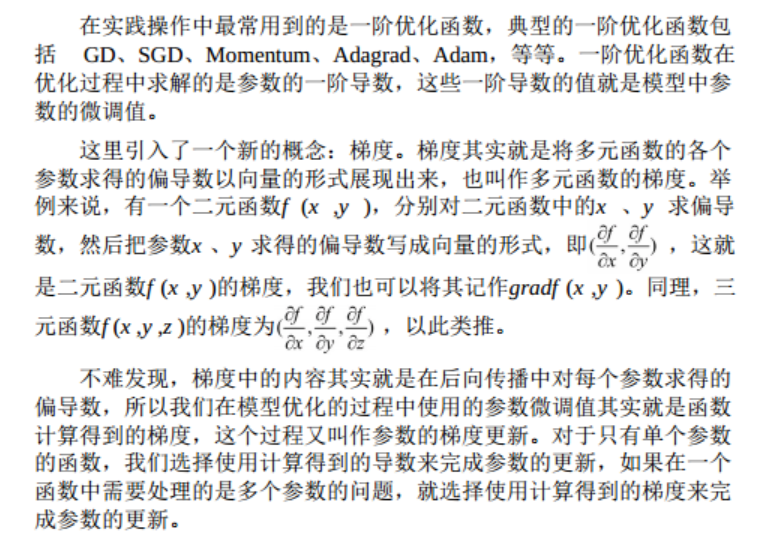 在实践操作中最常用到的是一阶优化函数，典型的一阶优化函数包
括 GD、SGD、Momentum、Adagrad、Adam，等等。一阶优化函数在
优化过程中求解的是参数的一阶导数，这些一阶导数的值就是模型中参
数的微调值。
这里引入了一个新的概念：梯度。梯度其实就是将多元函数的各个
参数求得的偏导数以向量的形式展现出来，也叫作多元函数的梯度。举
例来说，有一个二元函数f (x ,y )，分别对二元函数中的x 、y 求偏导
数，然后把参数x 、y 求得的偏导数写成向量的形式，即(∂f/∂x,∂f/∂y) ，这就
是二元函数f (x ,y )的梯度，我们也可以将其记作gradf (x ,y )。同理，三
元函数f (x ,y ,z )的梯度为(∂f/∂x,∂f/∂y,∂f/∂z) ，以此类推。
不难发现，梯度中的内容其实就是在后向传播中对每个参数求得的
偏导数，所以我们在模型优化的过程中使用的参数微调值其实就是函数
计算得到的梯度，这个过程又叫作参数的梯度更新。对于只有单个参数
的函数，我们选择使用计算得到的导数来完成参数的更新，如果在一个
函数中需要处理的是多个参数的问题，就选择使用计算得到的梯度来完
成参数的更新。